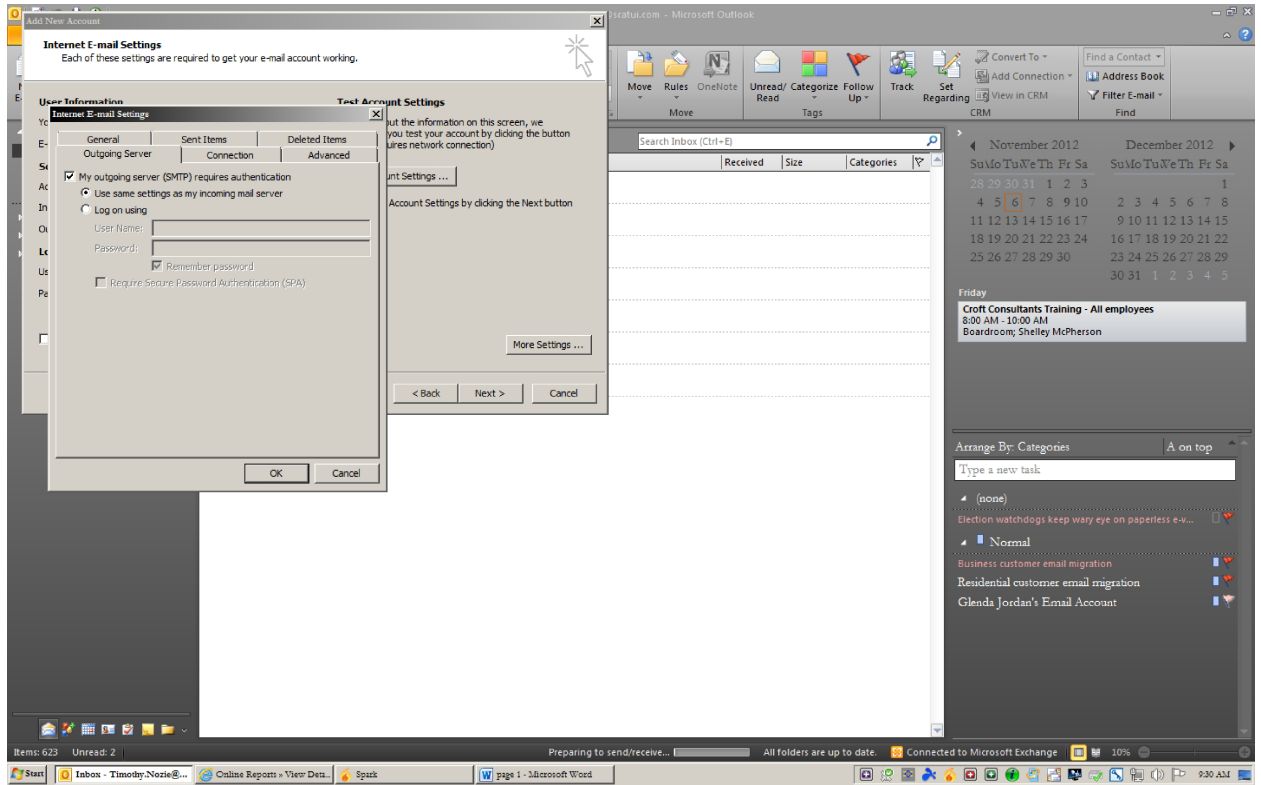 Add New Account
@scatui.com - Microsoft Outlook
Internet E-mail Settings
Each of these settings are required to get your e-mail account working.
User Information
Test Account Settings
out the information on this screen, we
you test your account by clicking the button
uires network connection)
unt Settings ...
Account Settings by clicking the Next button
More Settings ...
< Back
Next >
Cancel
Internet E-mail Settings
General
Sent Items
Deleted Items
Outgoing Server
Connection
Advanced
My outgoing server (SMTP) requires authentication
Use same settings as my incoming mail server
Log on using
User Name:
Password:
Remember password
Require Secure Password Authentication (SPA)
OK
Cancel
Move
Rules
OneNote
Move
Unread/ Read
Categorize
Follow Up
Tags
Track
Set Regarding
Convert To
Add Connection
View in CRM
CRM
Find a Contact
Address Book
Filter E-mail
Find
Search Inbox (Ctrl+E)
Received
Size
Categories
November 2012
Su Mo Tu We Th Fr Sa
28 29 30 31 1 2 3
4 5 6 7 8 9 10
11 12 13 14 15 16 17
18 19 20 21 22 23 24
25 26 27 28 29 30
December 2012
Su Mo Tu We Th Fr Sa
1
2 3 4 5 6 7 8
9 10 11 12 13 14 15
16 17 18 19 20 21 22
23 24 25 26 27 28 29
30 31 1 2 3 4 5
Friday
Croft Consultants Training - All employees
8:00 AM - 10:00 AM
Boardroom; Shelley McPherson
Arrange By: Categories
A on top
Type a new task
(none)
Election watchdogs keep wary eye on paperless e-v...
Normal
Business customer email migration
Residential customer email migration
Glenda Jordan's Email Account
Items: 623
Unread: 2
Preparing to send/receive...
All folders are up to date.
Connected to Microsoft Exchange
10%
Start
Inbox - Timothy.Nozie@...
Online Reports » View Deta...
Spark
page 1 - Microsoft Word
9:30 AM